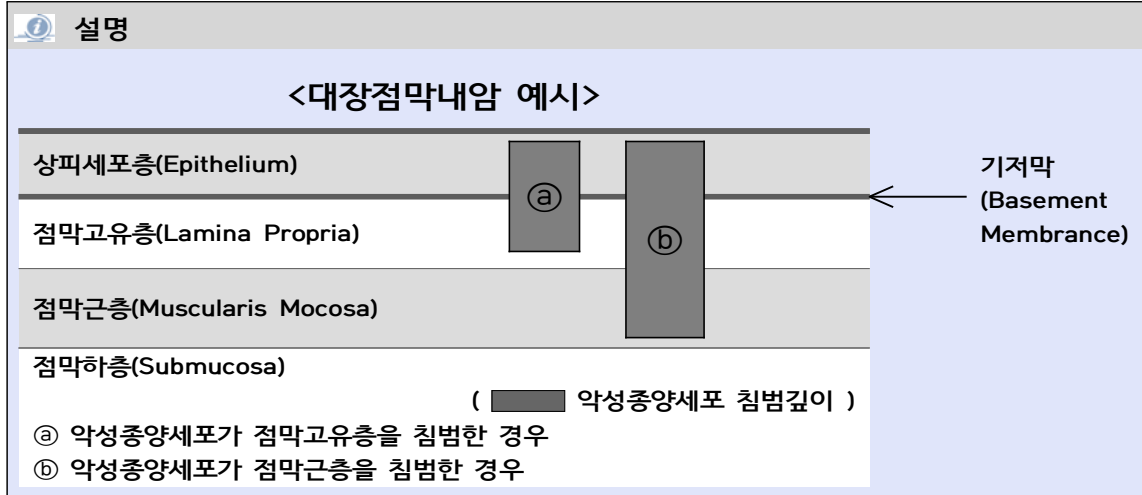 설명
<대장점막내암 예시>
상피세포층(Epithelium)
ⓐ
기저막
(Basement
Membrance)
점막고유층(Lamina Propria)
ⓑ
점막근층(Muscularis Mocosa)
점막하층(Submucosa)
( 악성종양세포 침범깊이 )
ⓐ 악성종양세포가 점막고유층을 침범한 경우
ⓑ 악성종양세포가 점막근층을 침범한 경우